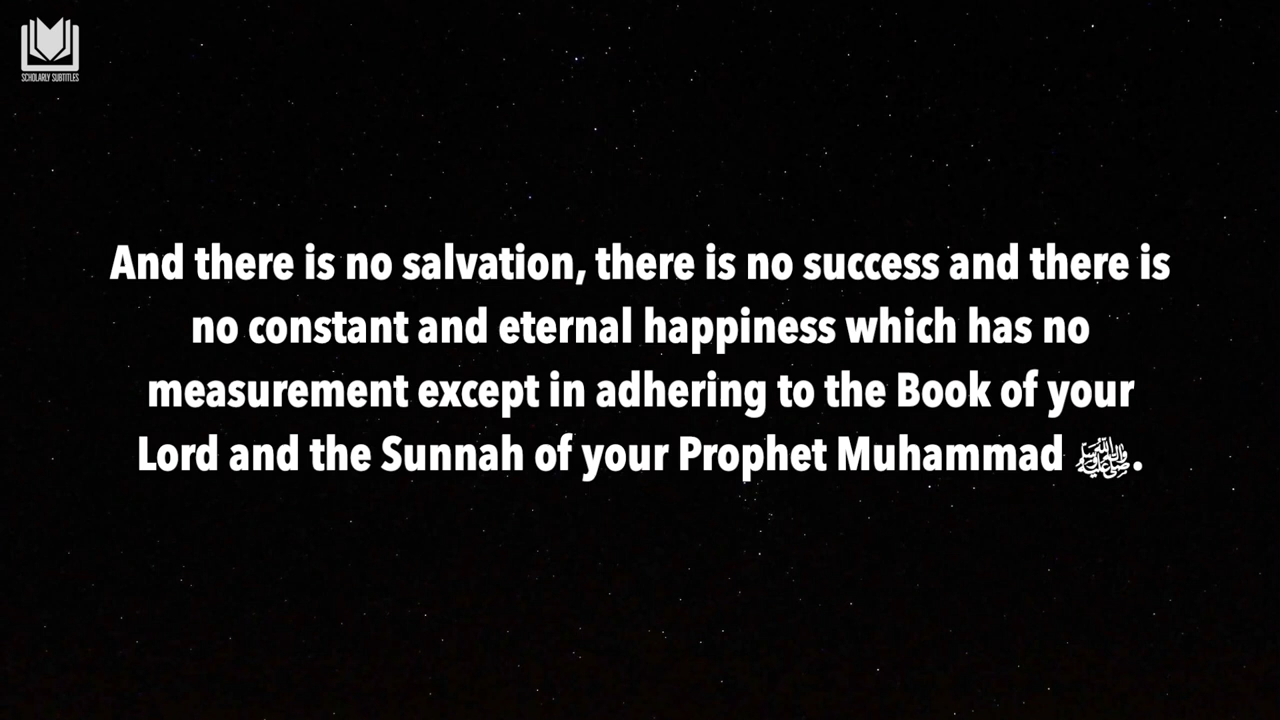 SCHOLARLY SUBTITLES
And there is no salvation, there is no success and there is
no constant and eternal happiness which has no
measurement except in adhering to the Book of your
Lord and the Sunnah of your Prophet Muhammad ﷺ.